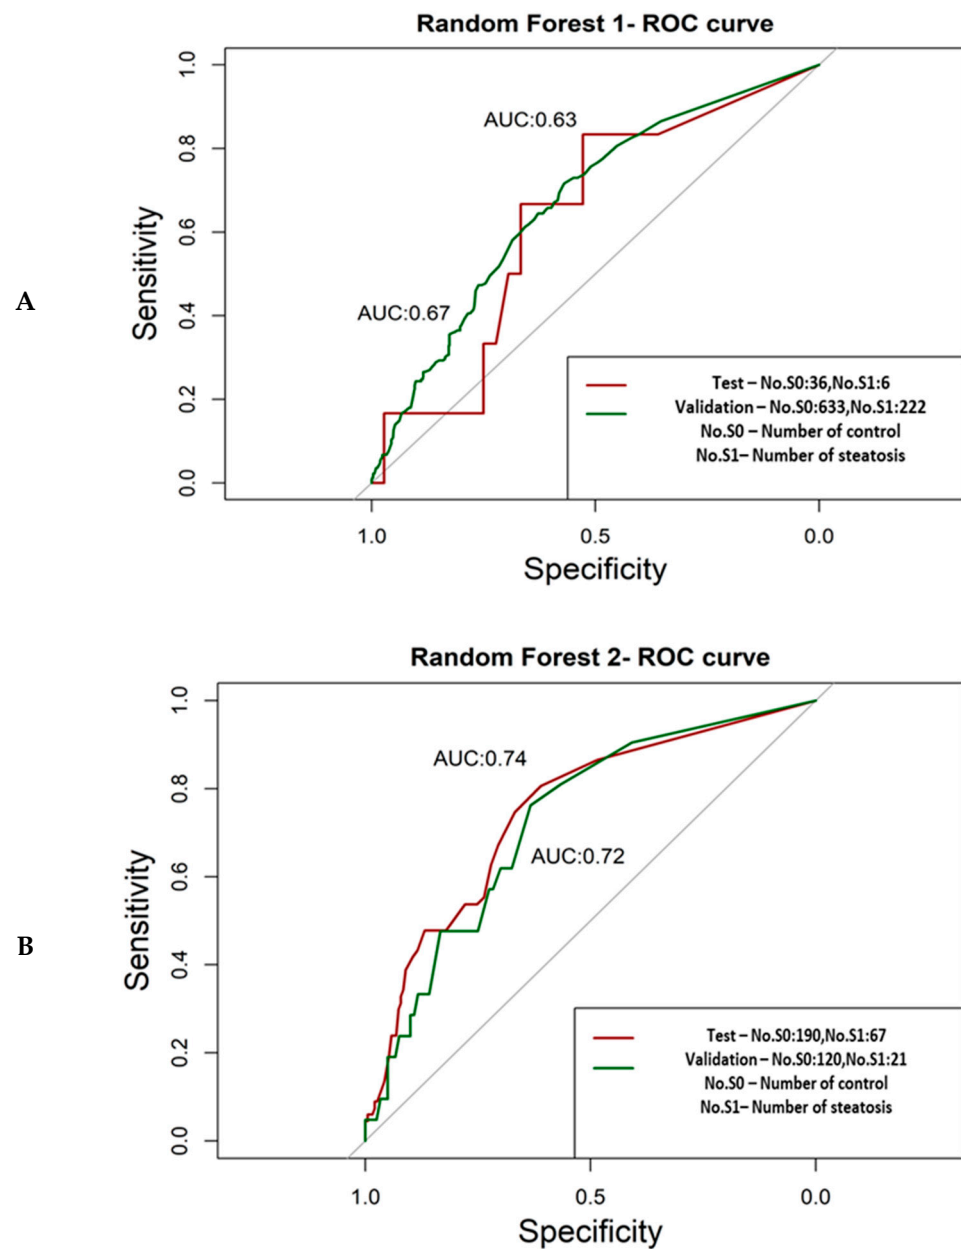 Random Forest 1- ROC curve
A
Sensitivity
1.0
0.8
0.6
0.4
0.2
0.0
AUC:0.63
AUC:0.67
Test – No.S0:36,No.S1:6
Validation – No.S0:633,No.S1:222
No.S0 – Number of control
No.S1– Number of steatosis
1.0 0.5 0.0
Specificity
Random Forest 2- ROC curve
B
Sensitivity
1.0
0.8
0.6
0.4
0.2
0.0
AUC:0.74
AUC:0.72
Test – No.S0:190,No.S1:67
Validation – No.S0:120,No.S1:21
No.S0 – Number of control
No.S1– Number of steatosis
1.0 0.5 0.0
Specificity